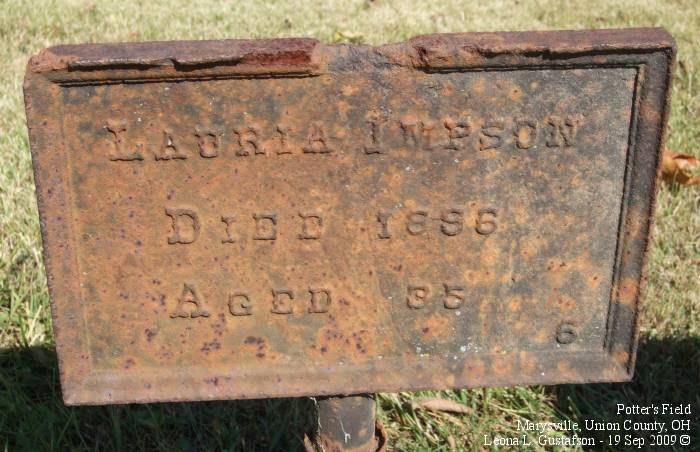 LAURIA IMPSON
DIED 1886
AGED 35
6
Potter's Field
Marysville, Union County, OH
Leona L. Gustafson - 19 Sep 2009 ©